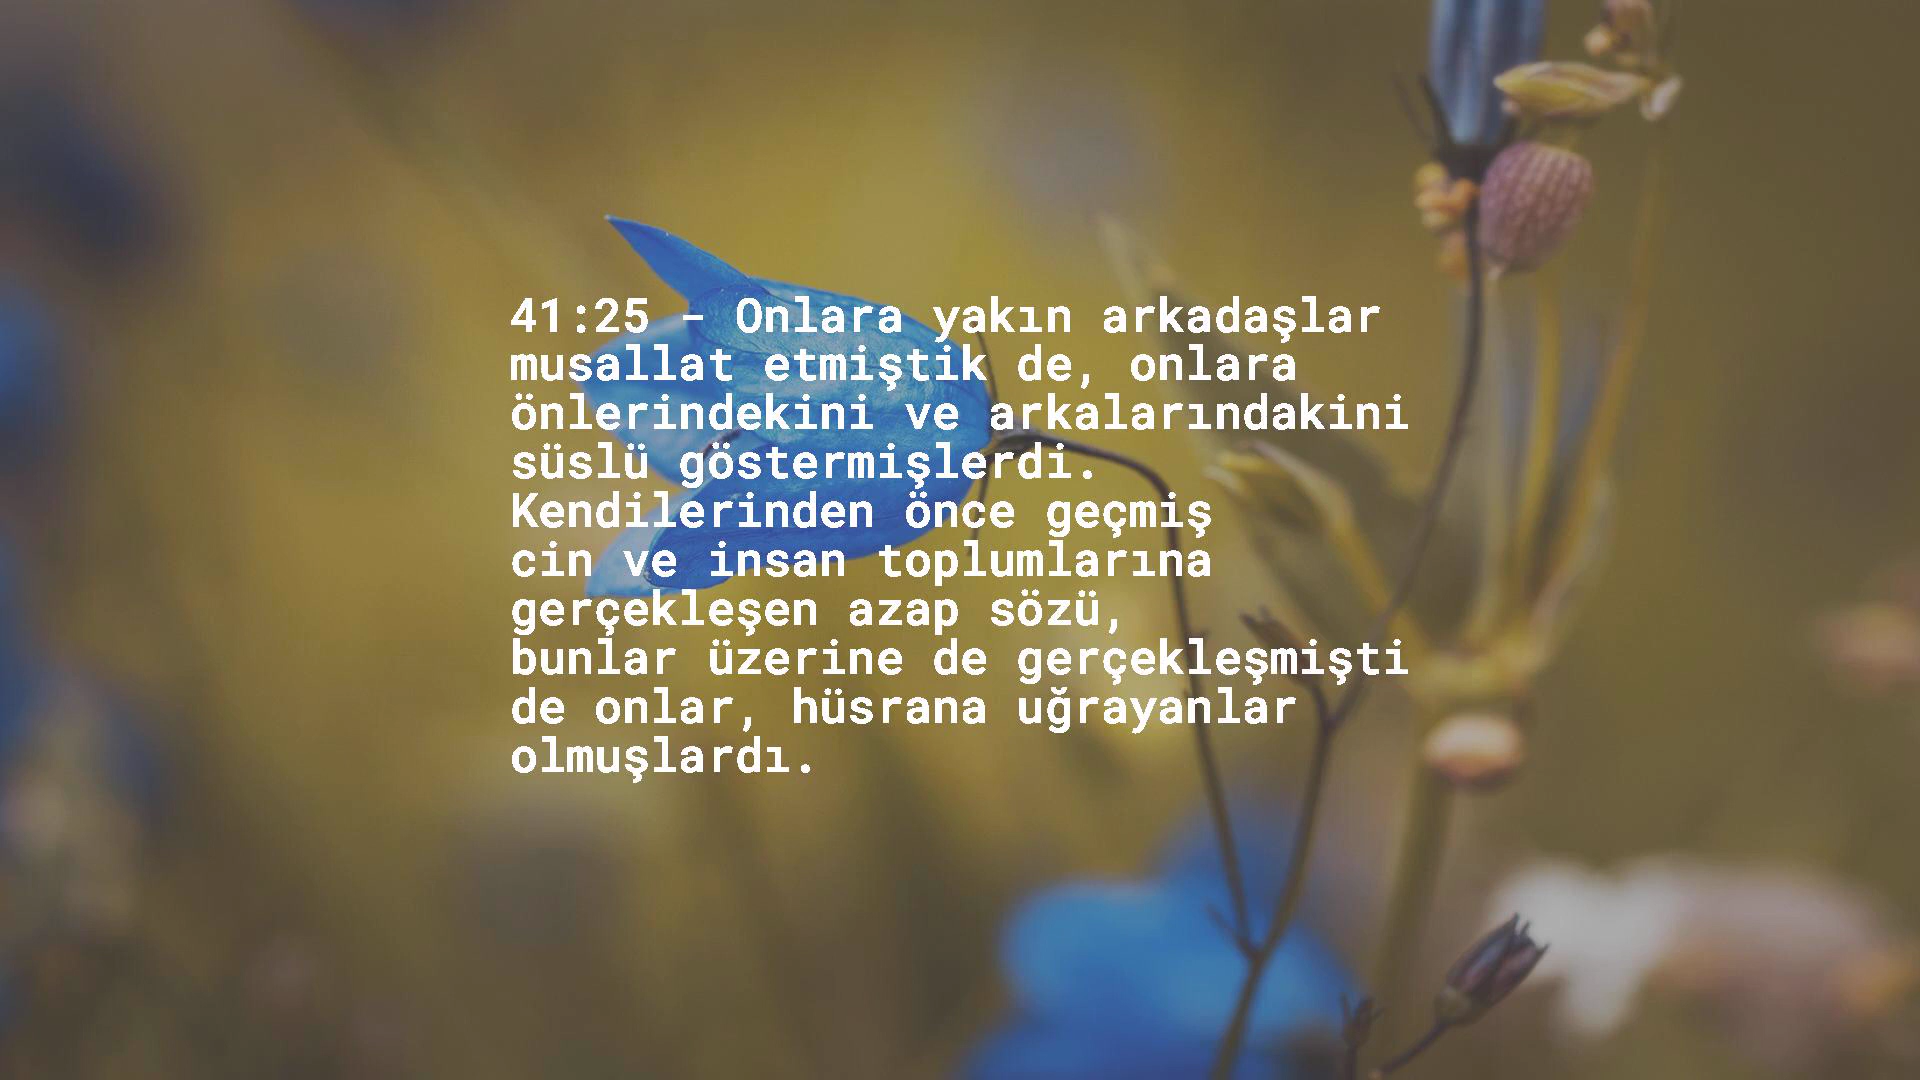 41:25 - Onlara yakın arkadaşlar
musallat etmiştik de, onlara
önlerindekini ve arkalarındakini
süslü göstermişlerdi.
Kendilerinden önce geçmiş
cin ve insan toplumlarına
gerçekleşen azap sözü,
bunlar üzerine de gerçekleşmişti
de onlar, hüsrana uğrayanlar
olmuşlardı.